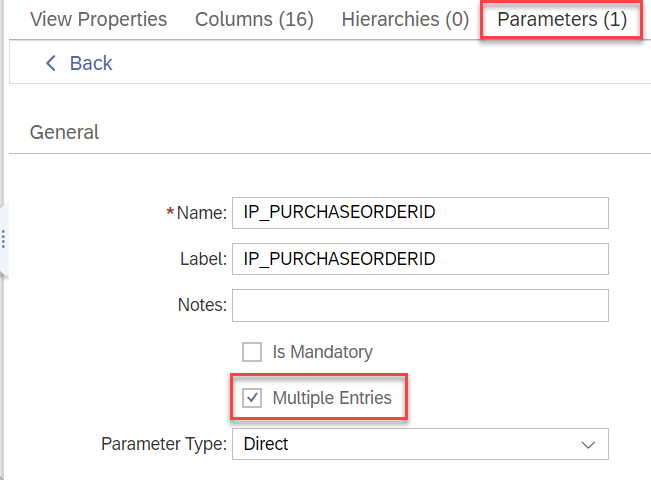 View Properties Columns (16) Hierarchies (0) Parameters (1)
Back
General
*Name: IP_PURCHASEORDERID
Label: IP_PURCHASEORDERID
Notes:
Is Mandatory
Multiple Entries
Parameter Type: Direct